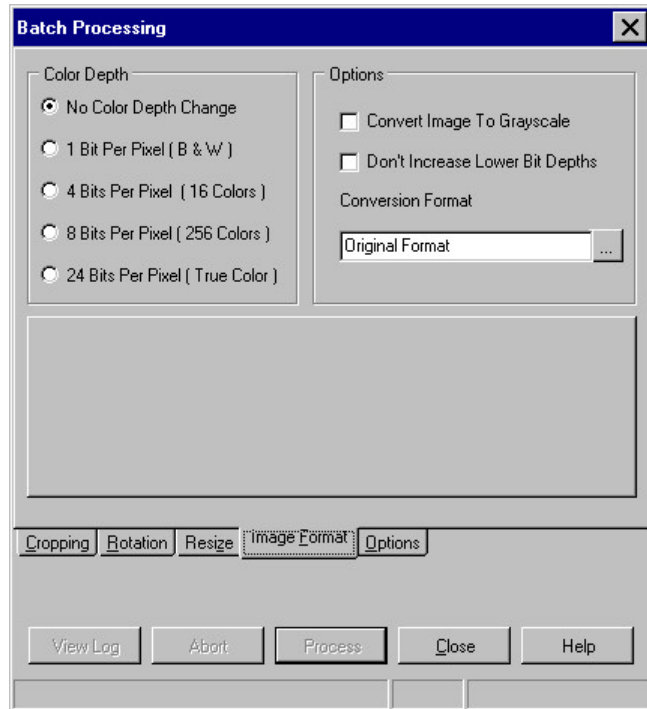 Batch Processing
Color Depth
No Color Depth Change
1 Bit Per Pixel ( B & W )
4 Bits Per Pixel ( 16 Colors )
8 Bits Per Pixel ( 256 Colors )
24 Bits Per Pixel ( True Color )
Options
Convert Image To Grayscale
Don't Increase Lower Bit Depths
Conversion Format
Original Format
...
Cropping Rotation Resize Image Format Options
View Log Abort Process Close Help